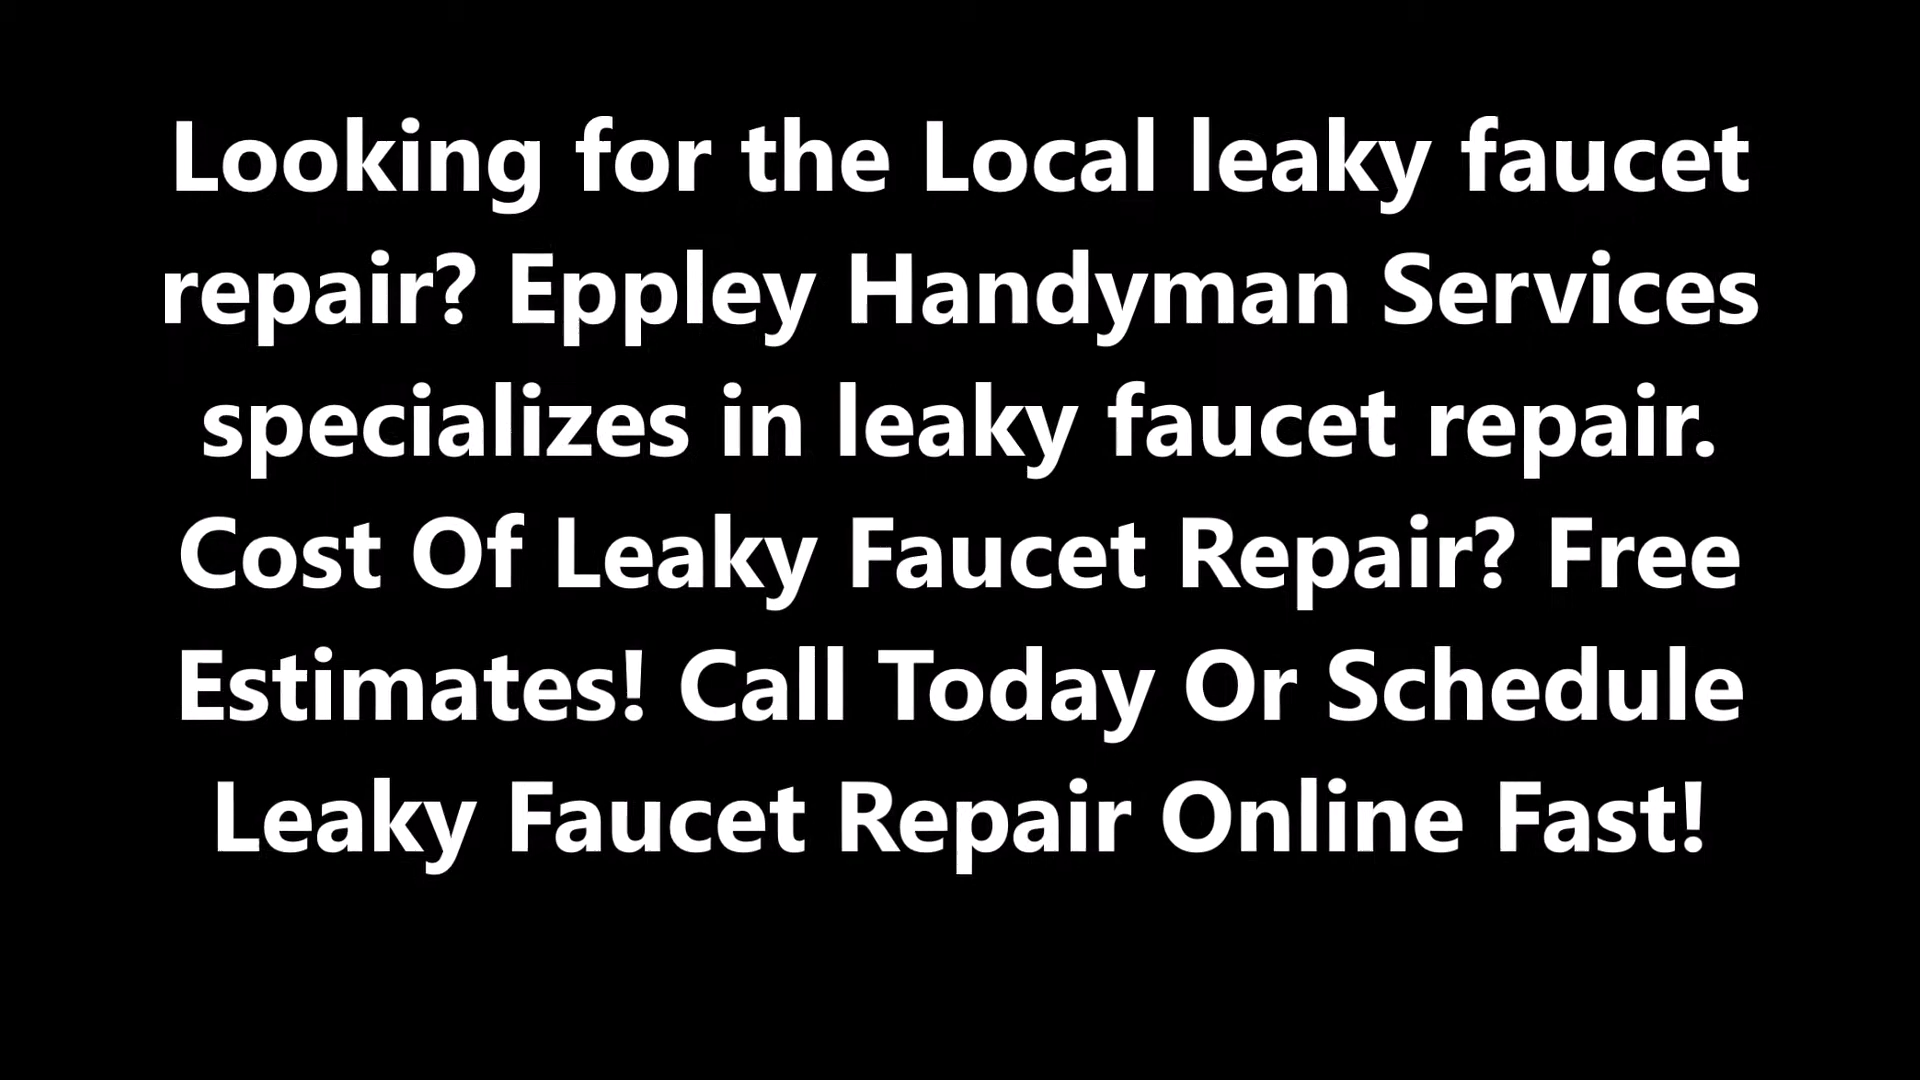 Looking for the Local leaky faucet
repair? Eppley Handyman Services
specializes in leaky faucet repair.
Cost Of Leaky Faucet Repair? Free
Estimates! Call Today Or Schedule
Leaky Faucet Repair Online Fast!